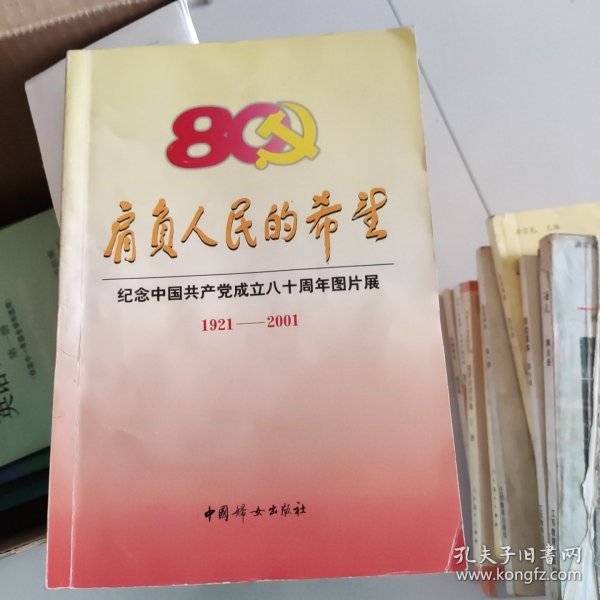 80
肩负人民的希望
纪念中国共产党成立八十周年图片展
1921——2001
中国妇女出版社
孔夫子旧书网
www.kongfz.com